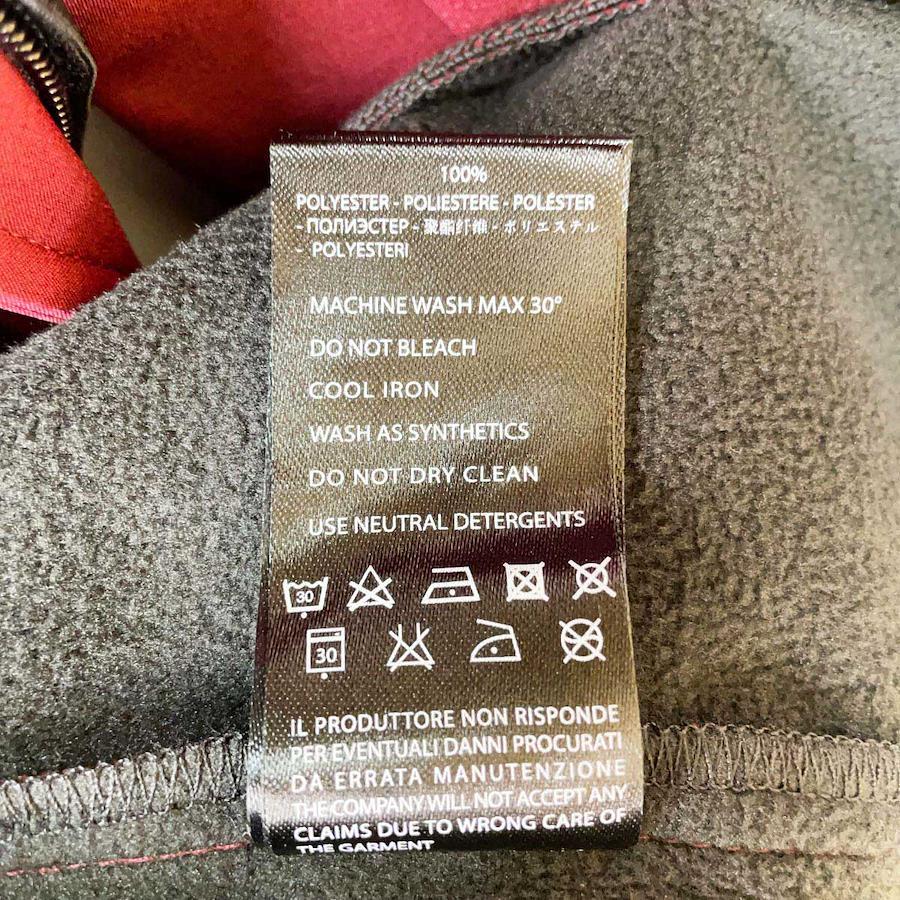 100%
POLYESTER - POLIESTERE - POLÉSTER
- ПОЛИЭСТЕР - 聚酯纤维 - ポリエステル
- POLYESTERI
MACHINE WASH MAX 30°
DO NOT BLEACH
COOL IRON
WASH AS SYNTHETICS
DO NOT DRY CLEAN
USE NEUTRAL DETERGENTS
30
30
IL PRODUTTORE NON RISPONDE
PER EVENTUALI DANNI PROCURATI
DA ERRATA MANUTENZIONE
THE COMPANY WILL NOT ACCEPT ANY
CLAIMS DUE TO WRONG CARE OF
THE GARMENT